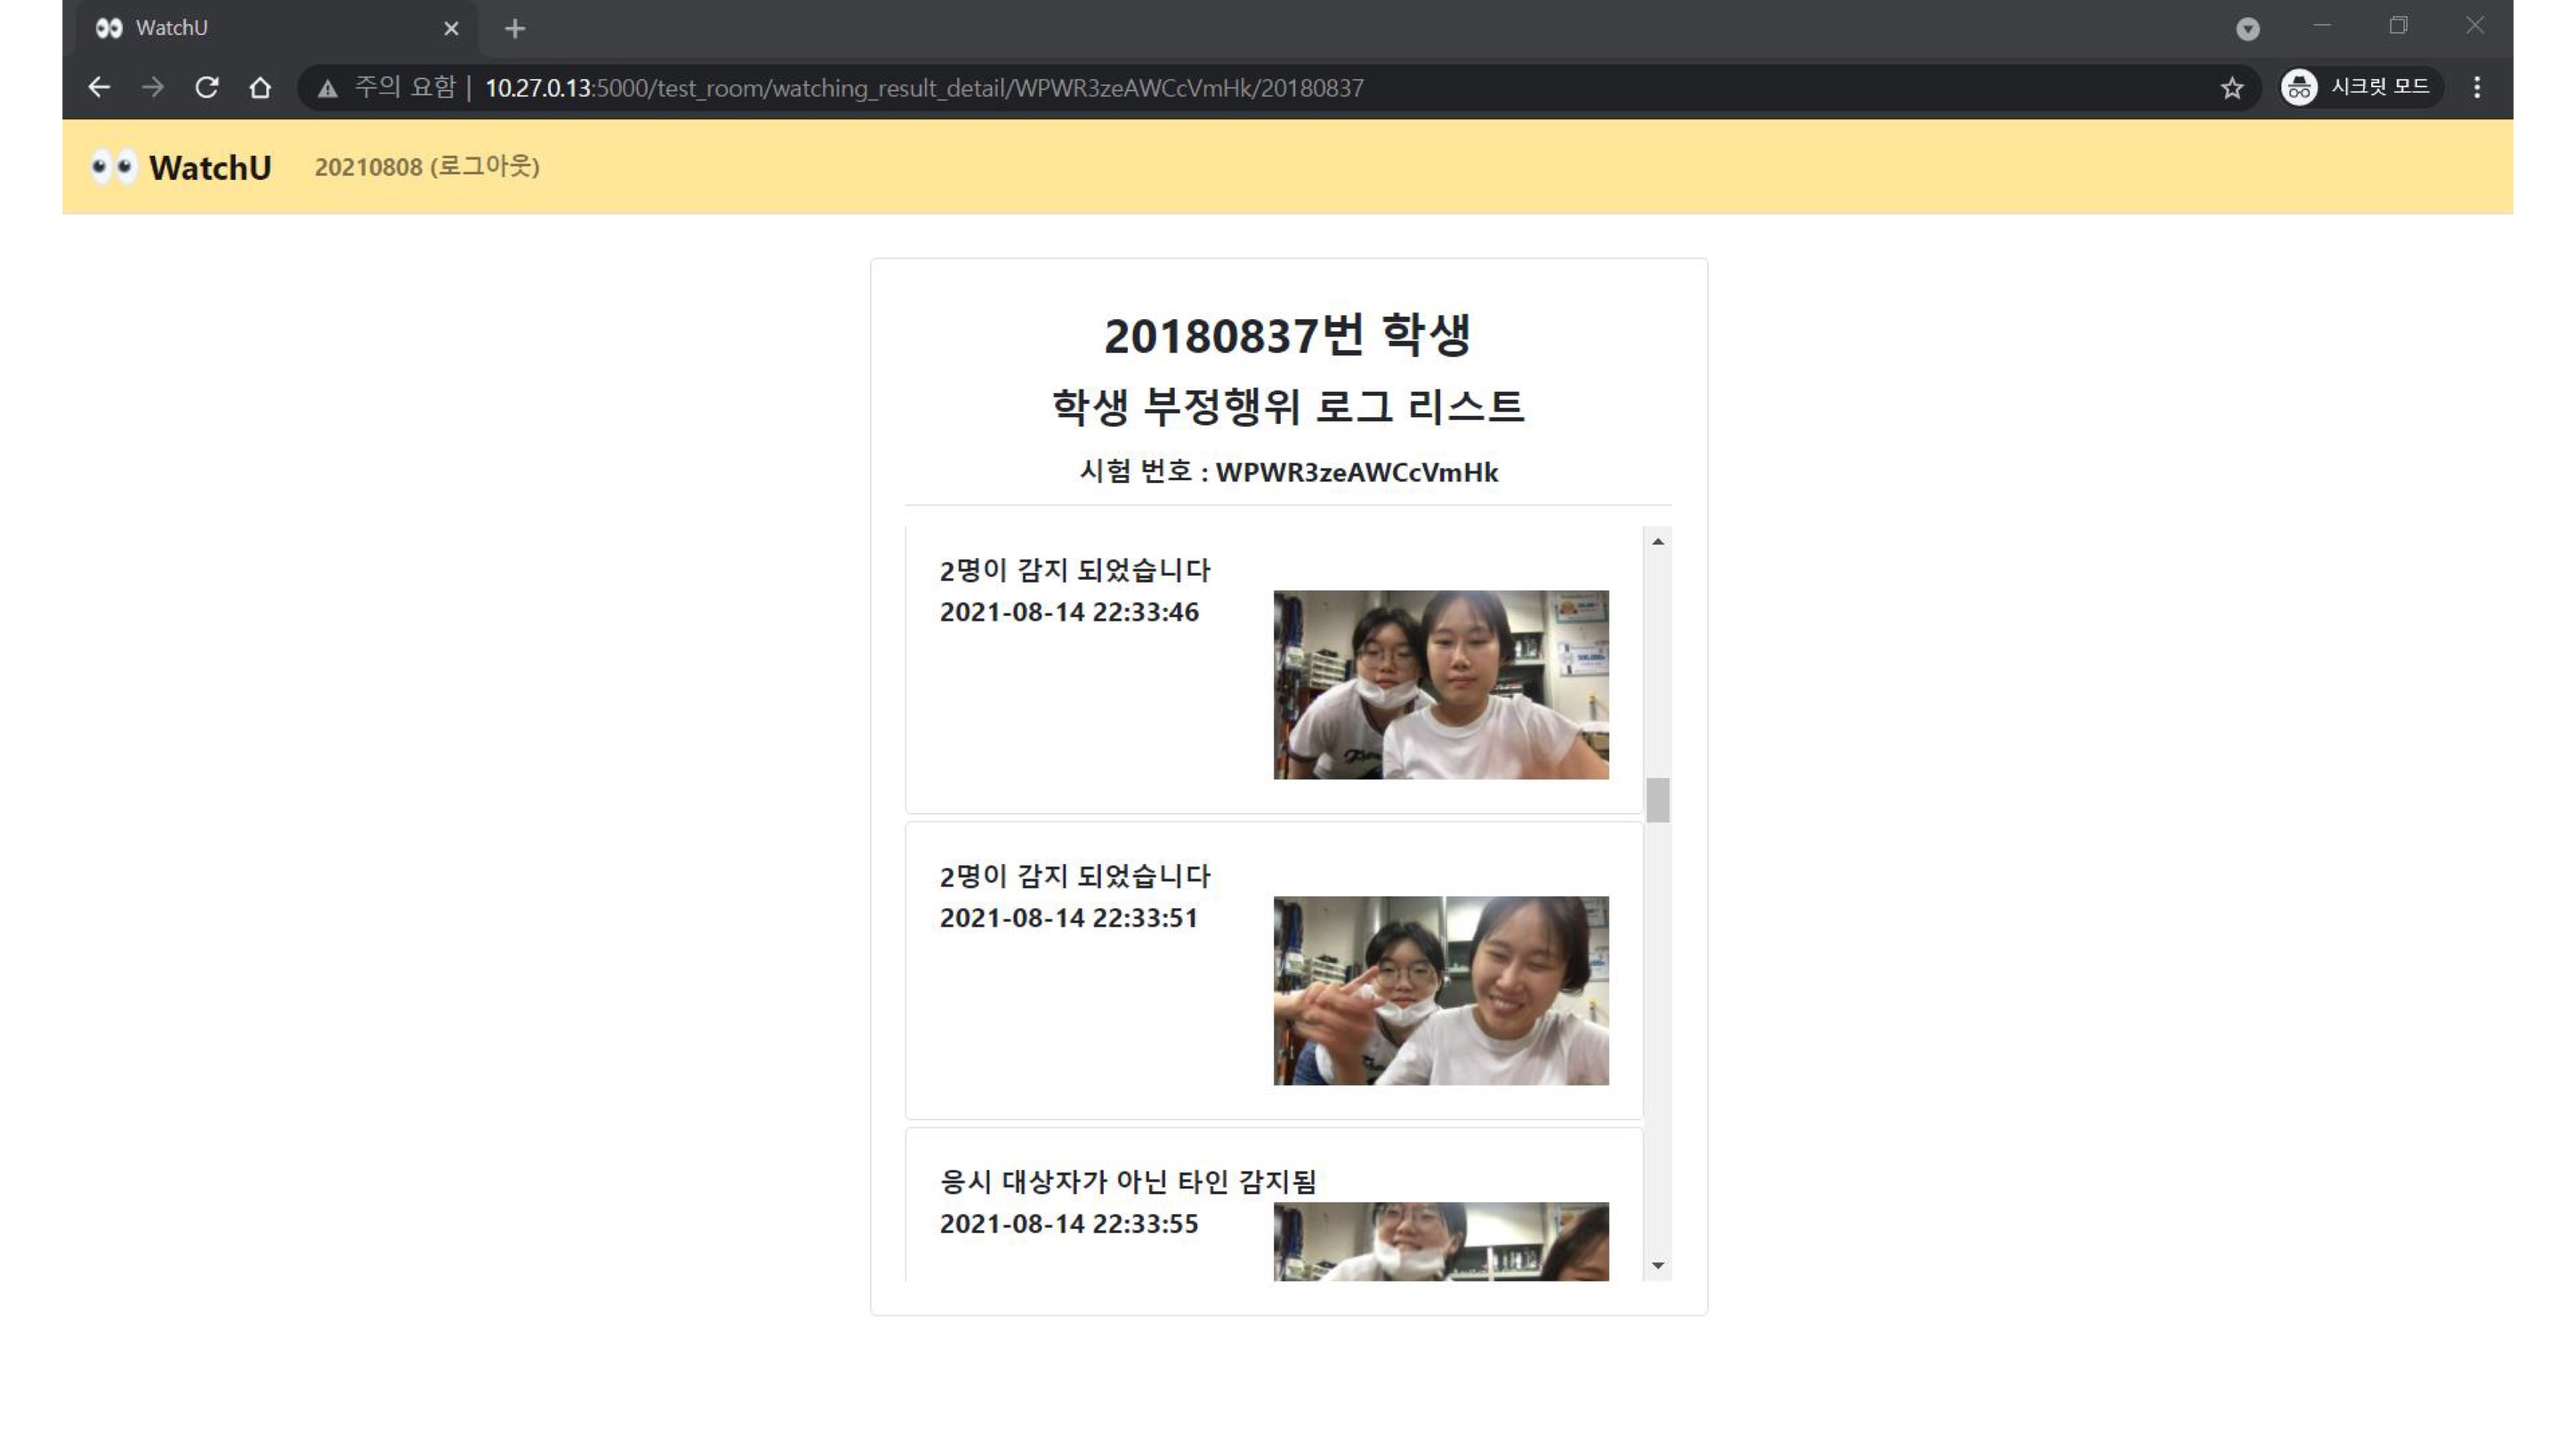 WatchU
주의 요함 | 10.27.0.13:5000/test_room/watching_result_detail/WPWR3zeAWCcVmHk/20180837
시크릿 모드
WatchU 20210808 (로그아웃)
20180837번 학생
학생 부정행위 로그 리스트
시험 번호 : WPWR3zeAWCcVmHk
2명이 감지 되었습니다
2021-08-14 22:33:46
2명이 감지 되었습니다
2021-08-14 22:33:51
응시 대상자가 아닌 타인 감지됨
2021-08-14 22:33:55